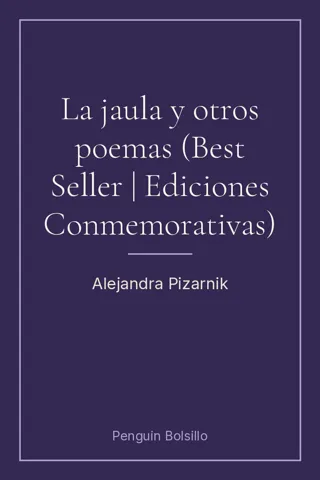 La jaula y otros
poemas (Best
Seller | Ediciones
Conmemorativas)
Alejandra Pizarnik
Penguin Bolsillo